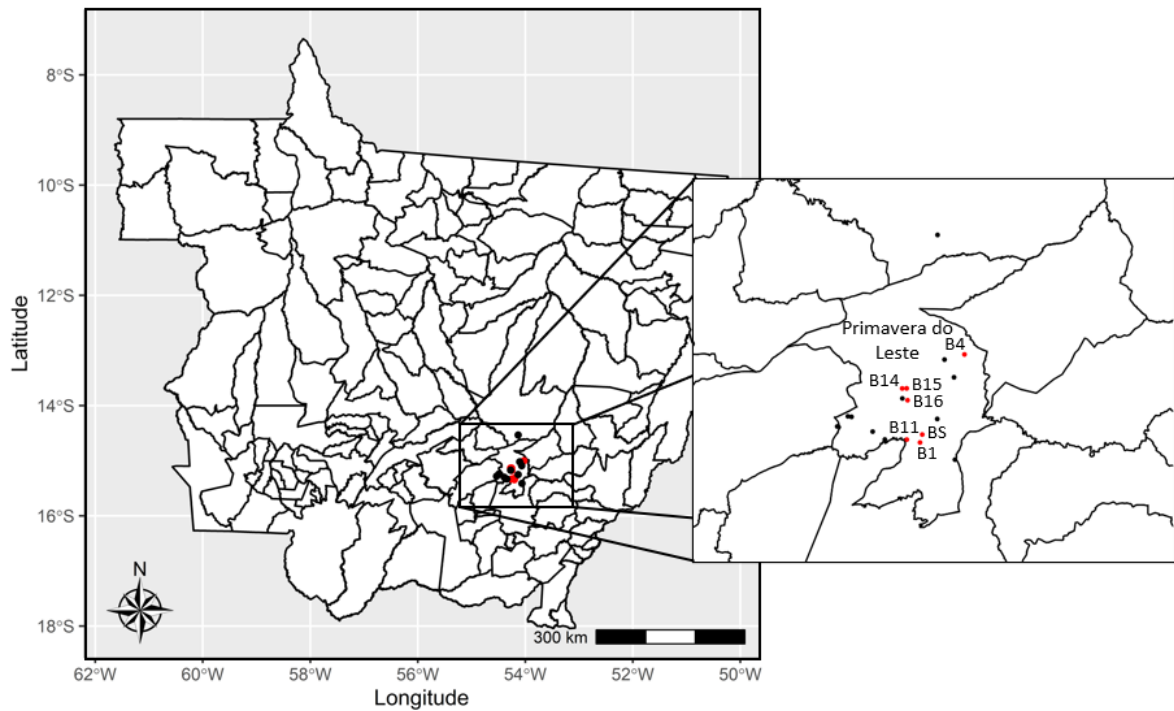 8°S
10°S
12°S
14°S
16°S
18°S
Latitude
62°W 60°W 58°W 56°W 54°W 52°W 50°W
Longitude
N
300 km
Primavera do
Leste
B4
B14 B15
B16
B11 BS
B1